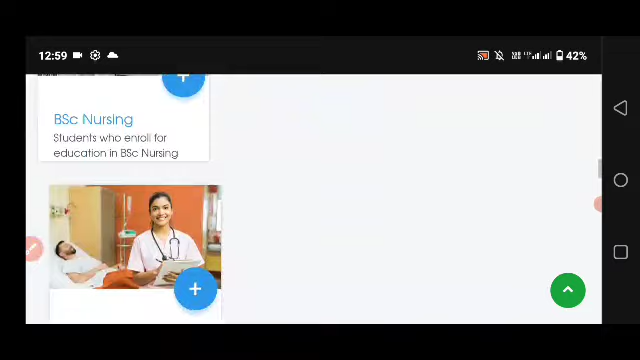 12:59
42%
BSc Nursing
Students who enroll for
education in BSc Nursing